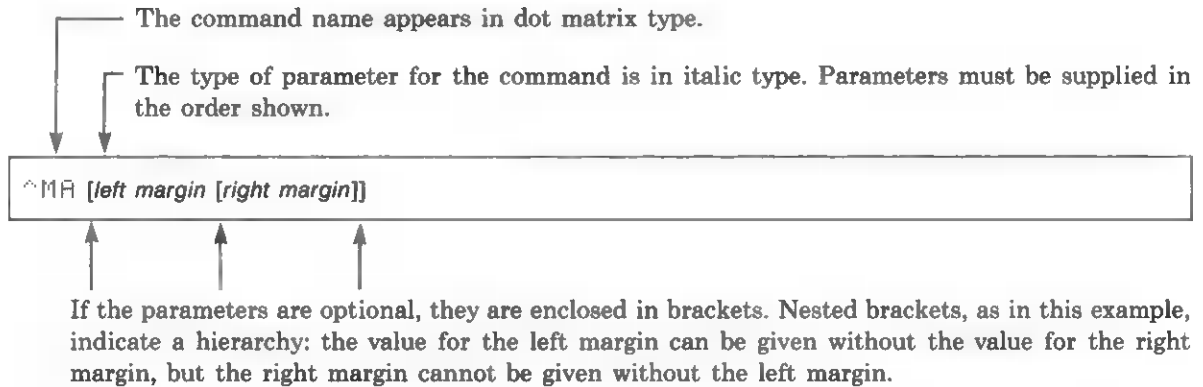 The command name appears in dot matrix type.
The type of parameter for the command is in italic type. Parameters must be supplied in
the order shown.
^MA [left margin [right margin]]
If the parameters are optional, they are enclosed in brackets. Nested brackets, as in this example,
indicate a hierarchy: the value for the left margin can be given without the value for the right
margin, but the right margin cannot be given without the left margin.